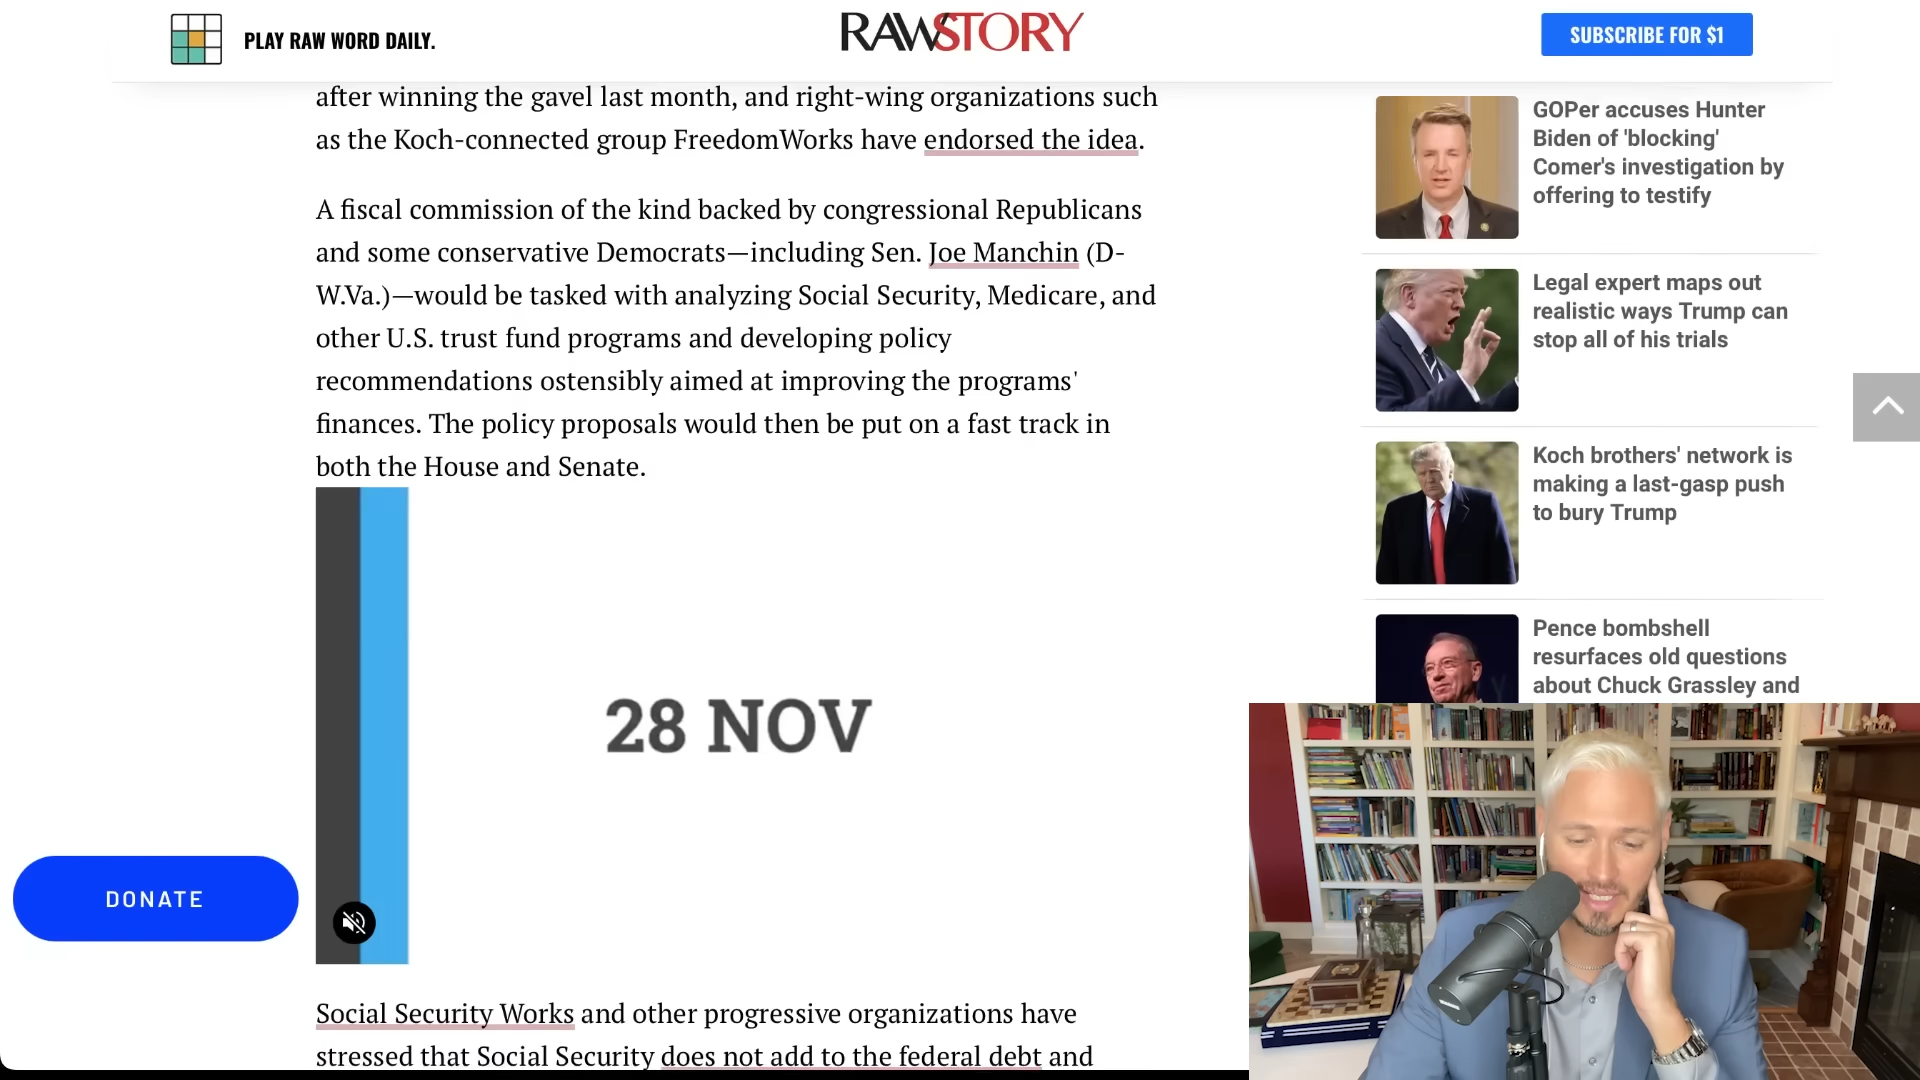 PLAY RAW WORD DAILY.
RAWSTORY
SUBSCRIBE FOR $1
after winning the gavel last month, and right-wing organizations such
as the Koch-connected group FreedomWorks have endorsed the idea.
A fiscal commission of the kind backed by congressional Republicans
and some conservative Democrats—including Sen. Joe Manchin (D-
W.Va.)—would be tasked with analyzing Social Security, Medicare, and
other U.S. trust fund programs and developing policy
recommendations ostensibly aimed at improving the programs'
finances. The policy proposals would then be put on a fast track in
both the House and Senate.
28 NOV
DONATE
Social Security Works and other progressive organizations have
stressed that Social Security does not add to the federal debt and
GOPer accuses Hunter
Biden of 'blocking'
Comer's investigation by
offering to testify
Legal expert maps out
realistic ways Trump can
stop all of his trials
Koch brothers' network is
making a last-gasp push
to bury Trump
Pence bombshell
resurfaces old questions
about Chuck Grassley and